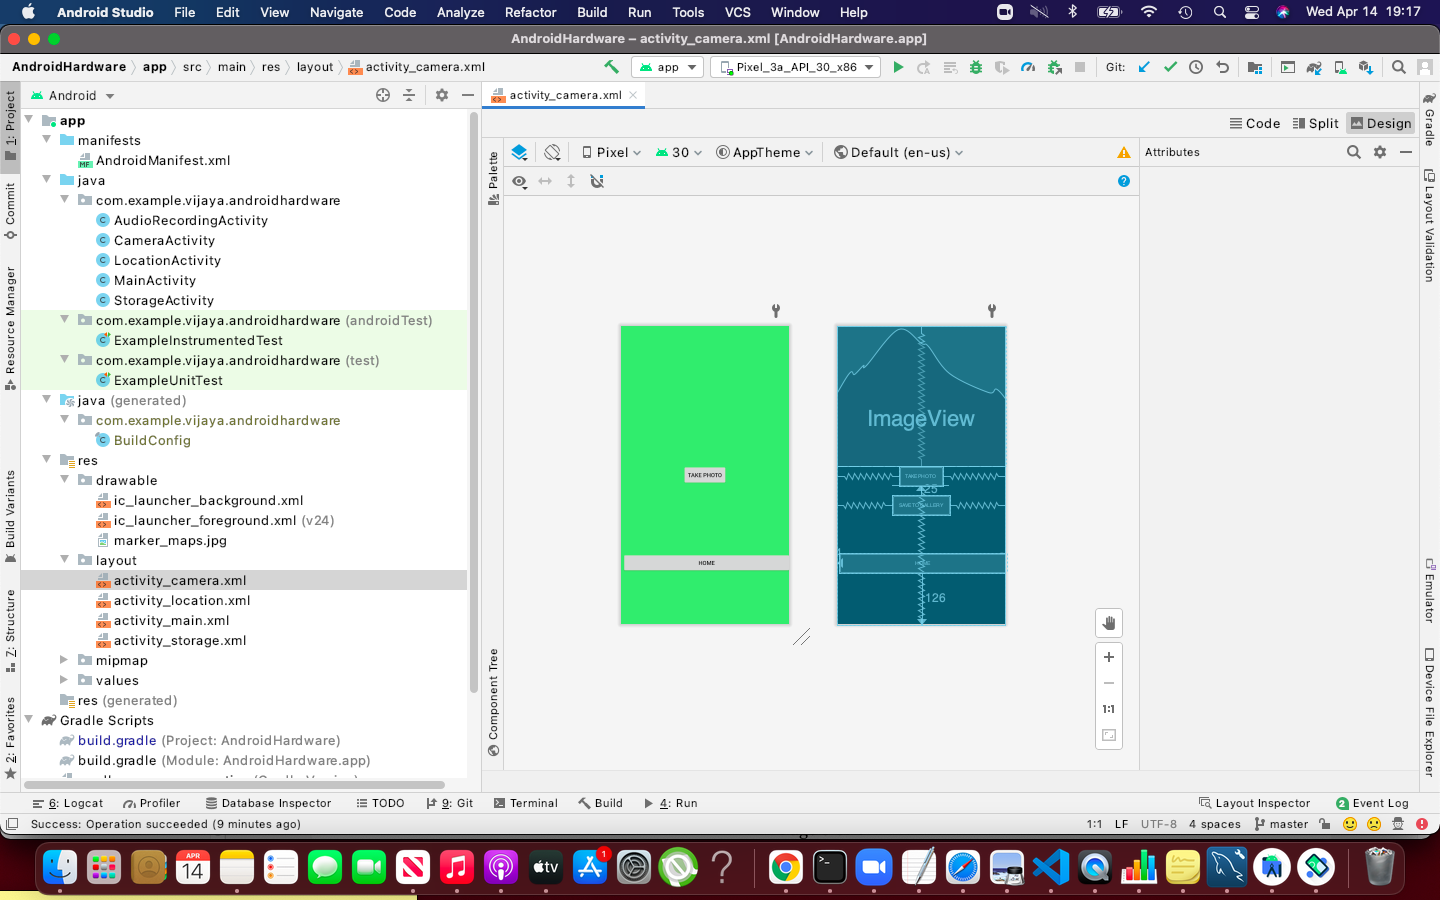 Android Studio File Edit View Navigate Code Analyze Refactor Build Run Tools VCS Window Help Wed Apr 14 19:17
AndroidHardware – activity_camera.xml [AndroidHardware.app]
AndroidHardware app src main res layout activity_camera.xml app Pixel_3a_API_30_x86 Git:
1: Project
Commit
Resource Manager
Build Variants
7: Structure
2: Favorites
Android
app
manifests
AndroidManifest.xml
java
com.example.vijaya.androidhardware
AudioRecordingActivity
CameraActivity
LocationActivity
MainActivity
StorageActivity
com.example.vijaya.androidhardware (androidTest)
ExampleInstrumentedTest
com.example.vijaya.androidhardware (test)
ExampleUnitTest
java (generated)
com.example.vijaya.androidhardware
BuildConfig
res
drawable
ic_launcher_background.xml
ic_launcher_foreground.xml (v24)
marker_maps.jpg
layout
activity_camera.xml
activity_location.xml
activity_main.xml
activity_storage.xml
mipmap
values
res (generated)
Gradle Scripts
build.gradle (Project: AndroidHardware)
build.gradle (Module: AndroidHardware.app)
activity_camera.xml
Code Split Design
Palette
Component Tree
Pixel 30 AppTheme Default (en-us)
Attributes
TAKE PHOTO
HOME
ImageView
TAKE PHOTO
25
SAVE TO GALLERY
HOME
126
1:1
Gradle
Layout Validation
Emulator
Device File Explorer
6: Logcat Profiler Database Inspector TODO 9: Git Terminal Build 4: Run Layout Inspector 2 Event Log
Success: Operation succeeded (9 minutes ago) 1:1 LF UTF-8 4 spaces master
APR
14
tv
1